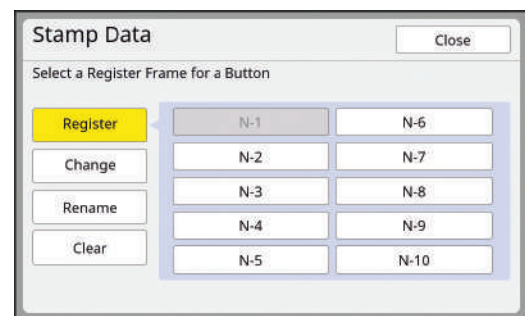 Stamp Data
Close
Select a Register Frame for a Button
Register
N-1
N-6
Change
N-2
N-7
Rename
N-3
N-8
Clear
N-4
N-9
N-5
N-10